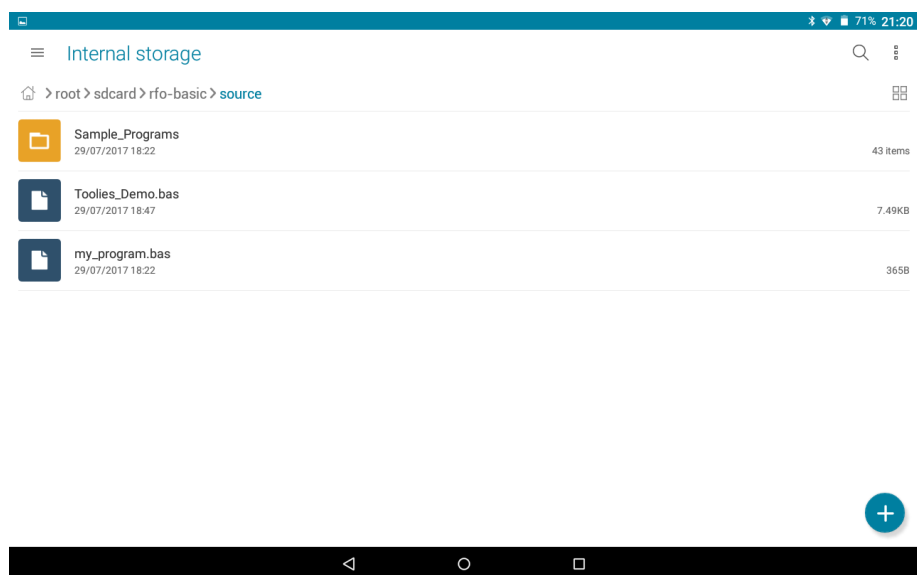 71% 21:20
Internal storage
root > sdcard > rfo-basic > source
Sample_Programs
29/07/2017 18:22
43 items
Toolies_Demo.bas
29/07/2017 18:47
7.49KB
my_program.bas
29/07/2017 18:22
365B